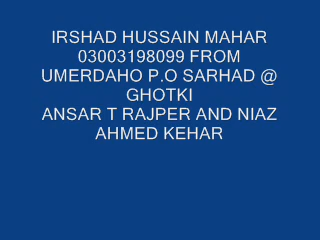 IRSHAD HUSSAIN MAHAR
03003198099 FROM
UMERDAHO P.O SARHAD @
GHOTKI
ANSAR T RAJPER AND NIAZ
AHMED KEHAR